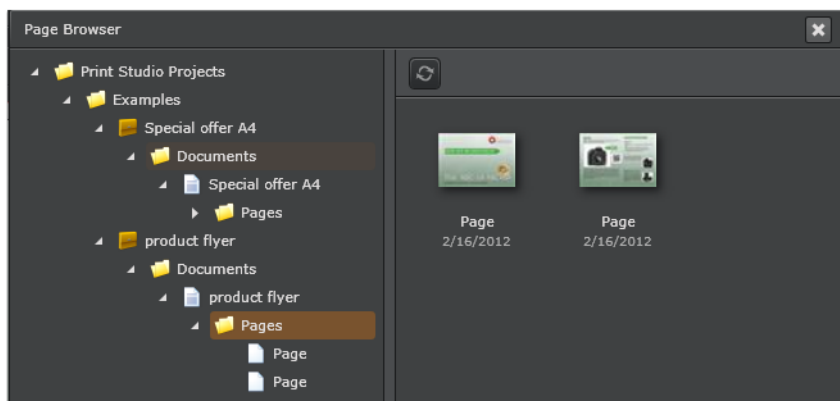 Page Browser
Print Studio Projects
Examples
Special offer A4
Documents
Special offer A4
Pages
product flyer
Documents
product flyer
Pages
Page
Page
Page
2/16/2012
Page
2/16/2012